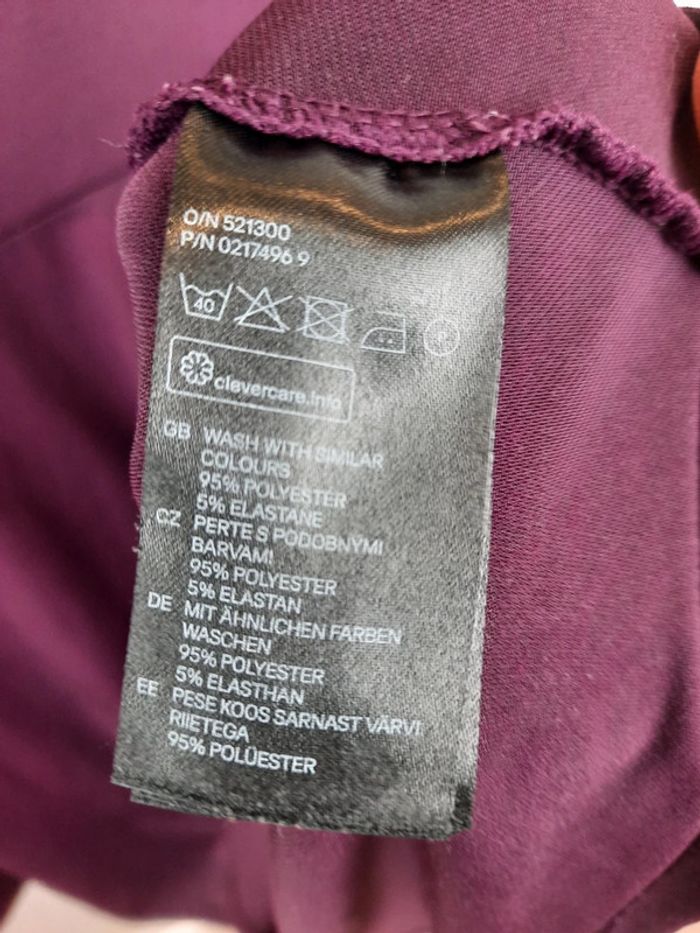 O/N 521300
P/N 0217496 9
40
clevercare.info
GB WASH WITH SIMILAR
COLOURS
95% POLYESTER
5% ELASTANE
CZ PERTE S PODOBNYMI
BARVAMI
95% POLYESTER
5% ELASTAN
DE MIT ÄHNLICHEN FARBEN
WASCHEN
95% POLYESTER
5% ELASTHAN
EE PESE KOOS SARNAST VÄRVI
RIIETEGA
95% POLÜESTER